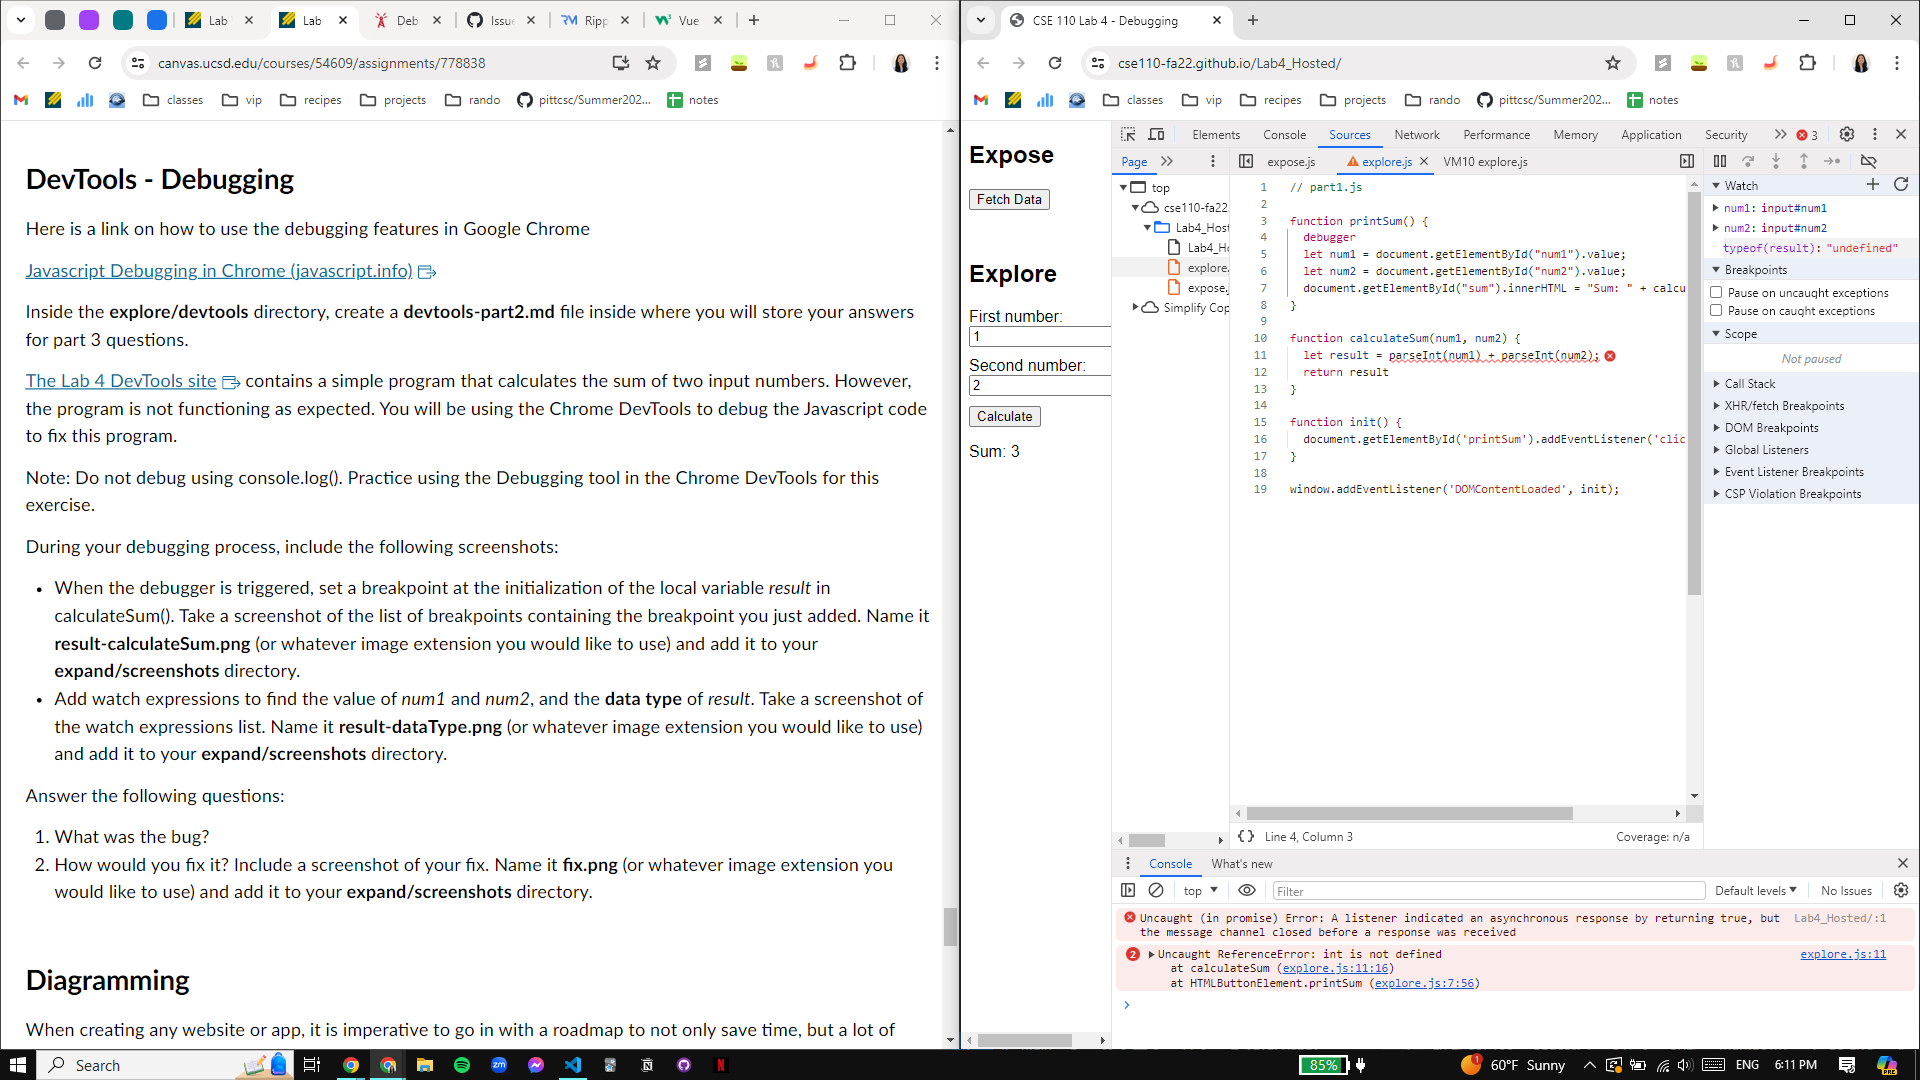 Lab
Lab
Deb
Issue
Ripp
Vue
canvas.ucsd.edu/courses/54609/assignments/778838
classes
vip
recipes
projects
rando
pittcsc/Summer202...
notes
DevTools - Debugging
Here is a link on how to use the debugging features in Google Chrome
Javascript Debugging in Chrome (javascript.info)
Inside the explore/devtools directory, create a devtools-part2.md file inside where you will store your answers
for part 3 questions.
The Lab 4 DevTools site contains a simple program that calculates the sum of two input numbers. However,
the program is not functioning as expected. You will be using the Chrome DevTools to debug the Javascript code
to fix this program.
Note: Do not debug using console.log(). Practice using the Debugging tool in the Chrome DevTools for this
exercise.
During your debugging process, include the following screenshots:
• When the debugger is triggered, set a breakpoint at the initialization of the local variable result in
calculateSum(). Take a screenshot of the list of breakpoints containing the breakpoint you just added. Name it
result-calculateSum.png (or whatever image extension you would like to use) and add it to your
expand/screenshots directory.
• Add watch expressions to find the value of num1 and num2, and the data type of result. Take a screenshot of
the watch expressions list. Name it result-dataType.png (or whatever image extension you would like to use)
and add it to your expand/screenshots directory.
Answer the following questions:
1. What was the bug?
2. How would you fix it? Include a screenshot of your fix. Name it fix.png (or whatever image extension you
would like to use) and add it to your expand/screenshots directory.
Diagramming
When creating any website or app, it is imperative to go in with a roadmap to not only save time, but a lot of
CSE 110 Lab 4 - Debugging
cse110-fa22.github.io/Lab4_Hosted/
classes
vip
recipes
projects
rando
pittcsc/Summer202...
notes
Expose
Fetch Data
Explore
First number:
1
Second number:
2
Calculate
Sum: 3
Elements
Console
Sources
Network
Performance
Memory
Application
Security
3
Page
expose.js
explore.js
VM10 explore.js
top
cse110-fa22.
Lab4_Host
Lab4_Ho
explore.
expose.j
Simplify Cop
1 // part1.js
2
3 function printSum() {
4 debugger
5 let num1 = document.getElementById("num1").value;
6 let num2 = document.getElementById("num2").value;
7 document.getElementById("sum").innerHTML = "Sum: " + calcu
8 }
9
10 function calculateSum(num1, num2) {
11 let result = parseInt(num1) + parseInt(num2);
12 return result
13 }
14
15 function init() {
16 document.getElementById('printSum').addEventListener('clic
17 }
18
19 window.addEventListener('DOMContentLoaded', init);
{} Line 4, Column 3
Coverage: n/a
Watch
num1: input#num1
num2: input#num2
typeof(result): "undefined"
Breakpoints
Pause on uncaught exceptions
Pause on caught exceptions
Scope
Not paused
Call Stack
XHR/fetch Breakpoints
DOM Breakpoints
Global Listeners
Event Listener Breakpoints
CSP Violation Breakpoints
Console
What's new
top
Filter
Default levels
No Issues
Uncaught (in promise) Error: A listener indicated an asynchronous response by returning true, but Lab4_Hosted/:1
the message channel closed before a response was received
2 Uncaught ReferenceError: int is not defined explore.js:11
at calculateSum (explore.js:11:16)
at HTMLButtonElement.printSum (explore.js:7:56)
Search
85%
1
60°F Sunny
ENG
6:11 PM
PRE